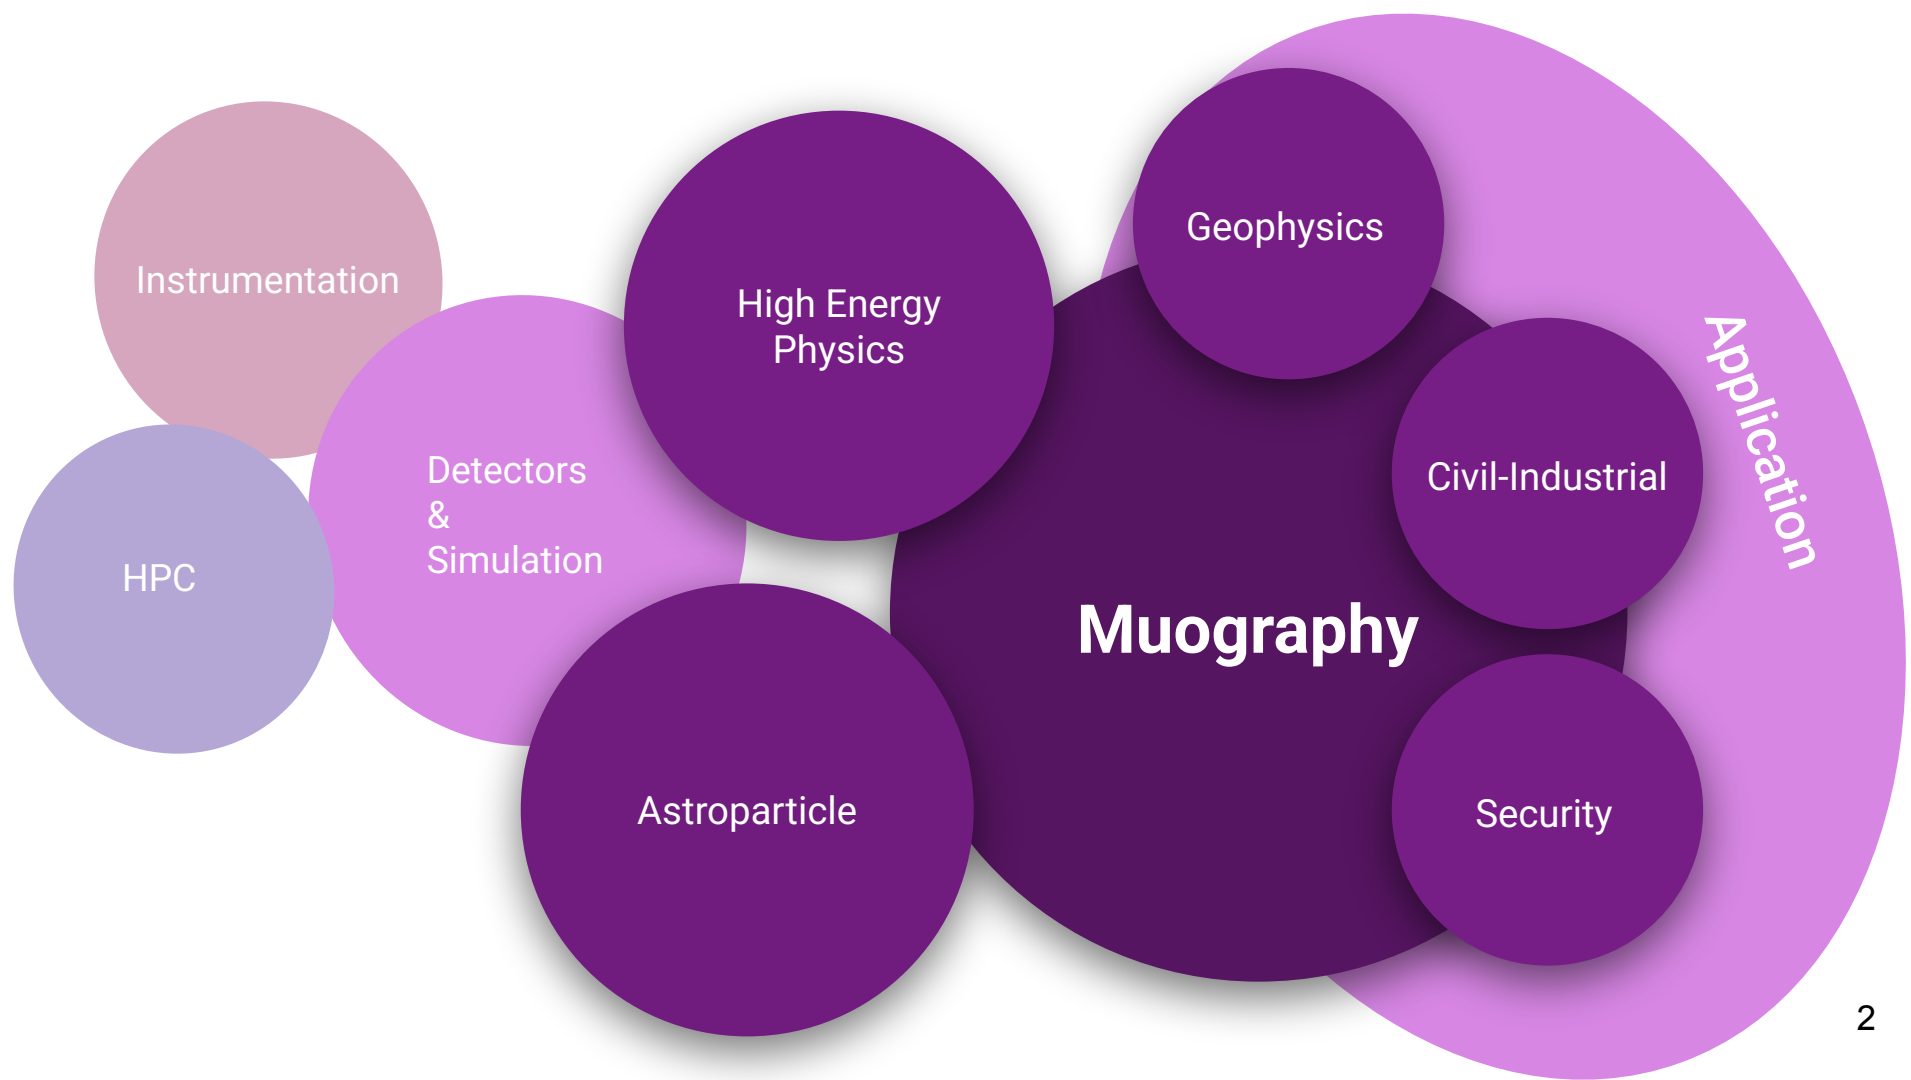 Instrumentation
HPC
Detectors
&
Simulation
High Energy
Physics
Astroparticle
Muography
Geophysics
Civil-Industrial
Security
Application
2